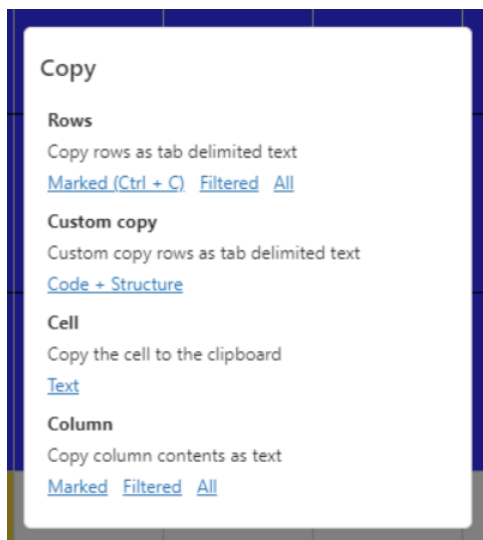 Copy
Rows
Copy rows as tab delimited text
Marked (Ctrl + C) Filtered All
Custom copy
Custom copy rows as tab delimited text
Code + Structure
Cell
Copy the cell to the clipboard
Text
Column
Copy column contents as text
Marked Filtered All